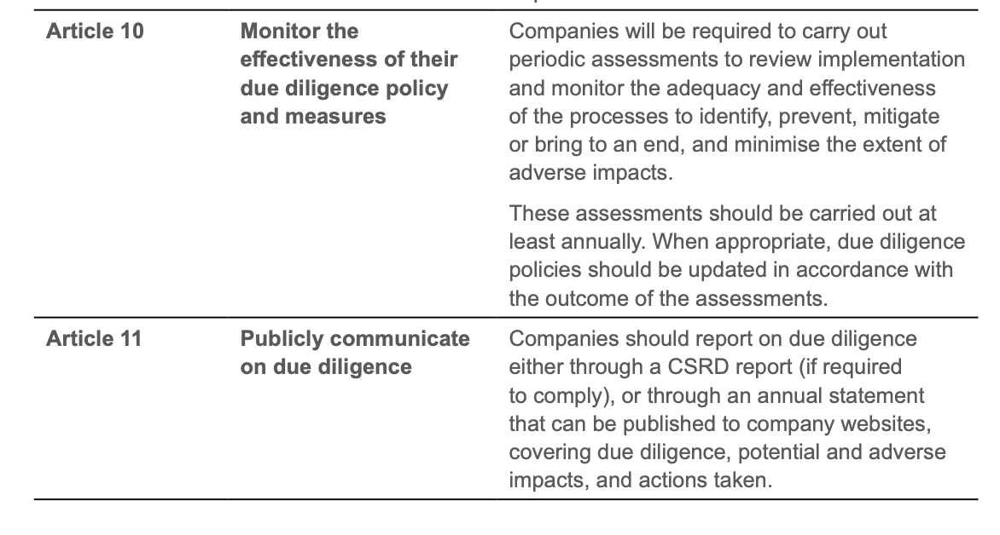 Article 10
Monitor the
effectiveness of their
due diligence policy
and measures
Companies will be required to carry out
periodic assessments to review implementation
and monitor the adequacy and effectiveness
of the processes to identify, prevent, mitigate
or bring to an end, and minimise the extent of
adverse impacts.
These assessments should be carried out at
least annually. When appropriate, due diligence
policies should be updated in accordance with
the outcome of the assessments.
Article 11
Publicly communicate
on due diligence
Companies should report on due diligence
either through a CSRD report (if required
to comply), or through an annual statement
that can be published to company websites,
covering due diligence, potential and adverse
impacts, and actions taken.